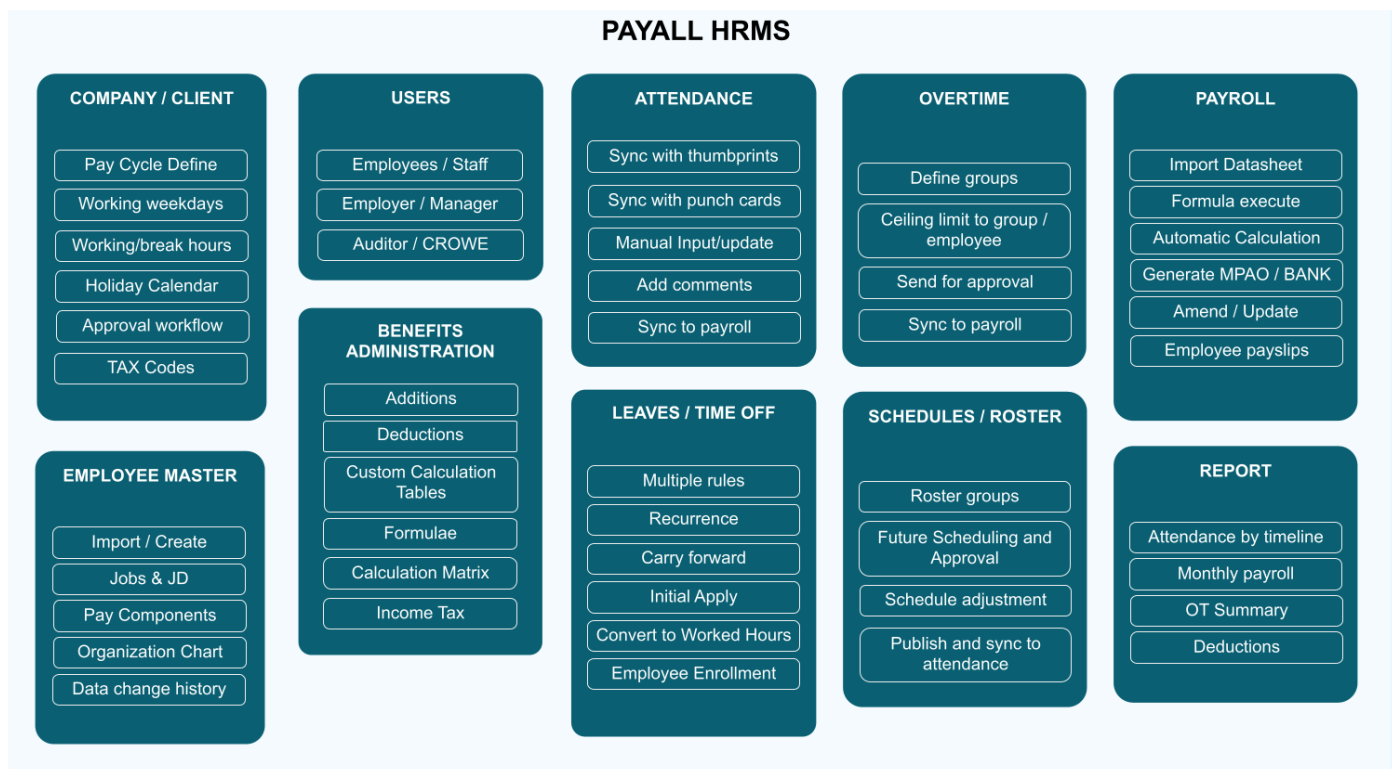 PAYALL HRMS
COMPANY / CLIENT
Pay Cycle Define
Working weekdays
Working/break hours
Holiday Calendar
Approval workflow
TAX Codes
EMPLOYEE MASTER
Import / Create
Jobs & JD
Pay Components
Organization Chart
Data change history
USERS
Employees / Staff
Employer / Manager
Auditor / CROWE
BENEFITS
ADMINISTRATION
Additions
Deductions
Custom Calculation
Tables
Formulae
Calculation Matrix
Income Tax
ATTENDANCE
Sync with thumbprints
Sync with punch cards
Manual Input/update
Add comments
Sync to payroll
LEAVES / TIME OFF
Multiple rules
Recurrence
Carry forward
Initial Apply
Convert to Worked Hours
Employee Enrollment
OVERTIME
Define groups
Ceiling limit to group /
employee
Send for approval
Sync to payroll
SCHEDULES / ROSTER
Roster groups
Future Scheduling and
Approval
Schedule adjustment
Publish and sync to
attendance
PAYROLL
Import Datasheet
Formula execute
Automatic Calculation
Generate MPAO / BANK
Amend / Update
Employee payslips
REPORT
Attendance by timeline
Monthly payroll
OT Summary
Deductions